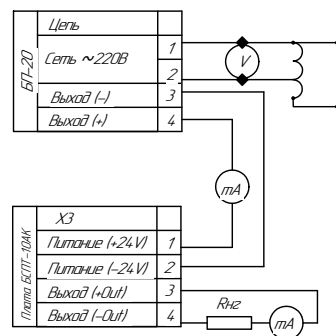 БП-20
Цепь
Сеть ~220В
1
2
Выход (-)
3
Выход (+)
4
V
mA
Плата БСПТ-10АК
Х3
Питание (+24V)
1
Питание (-24V)
2
Выход (+Out)
3
Выход (-Out)
4
Rнг
mA